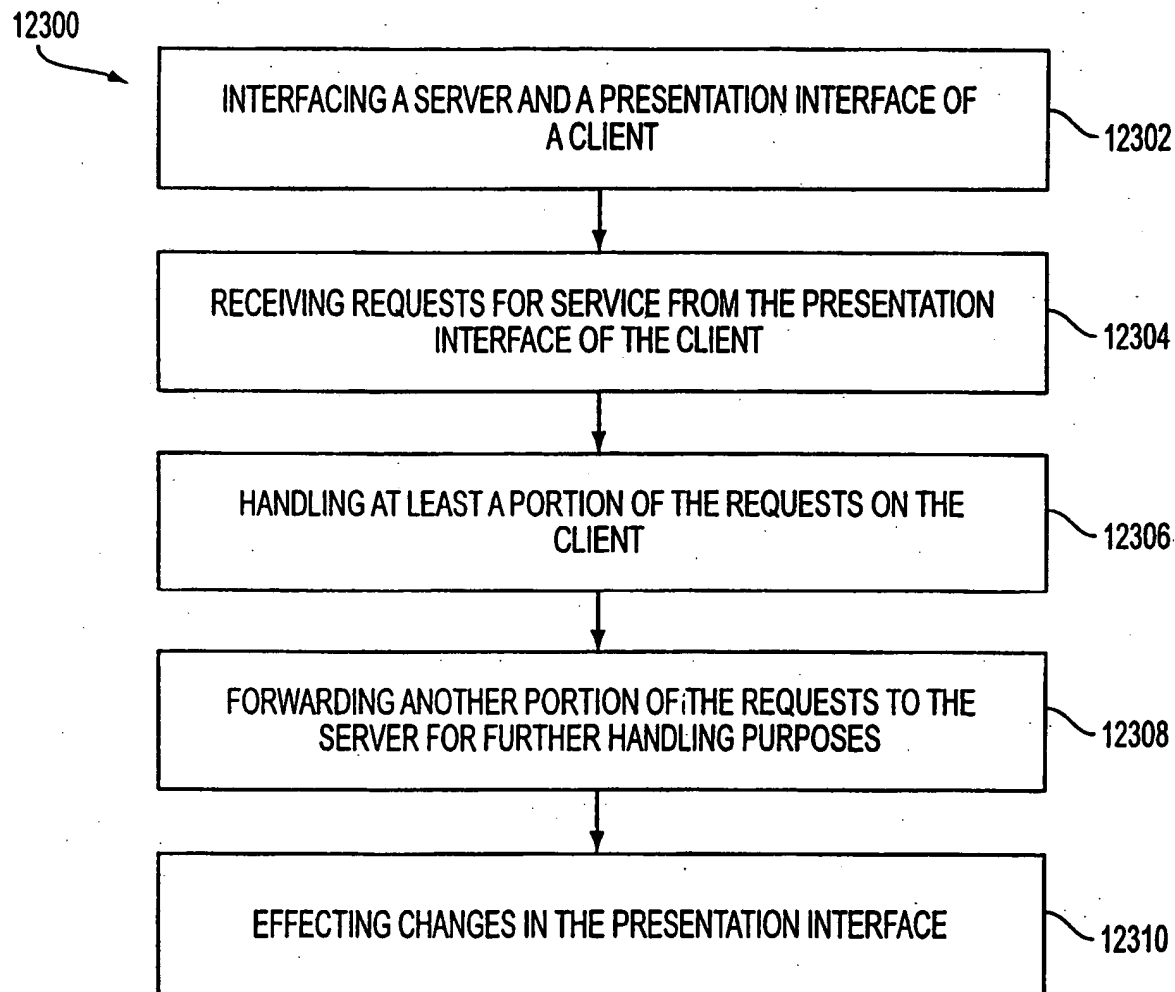 12300
INTERFACING A SERVER AND A PRESENTATION INTERFACE OF
A CLIENT
12302
RECEIVING REQUESTS FOR SERVICE FROM THE PRESENTATION
INTERFACE OF THE CLIENT
12304
HANDLING AT LEAST A PORTION OF THE REQUESTS ON THE
CLIENT
12306
FORWARDING ANOTHER PORTION OF THE REQUESTS TO THE
SERVER FOR FURTHER HANDLING PURPOSES
12308
EFFECTING CHANGES IN THE PRESENTATION INTERFACE
12310